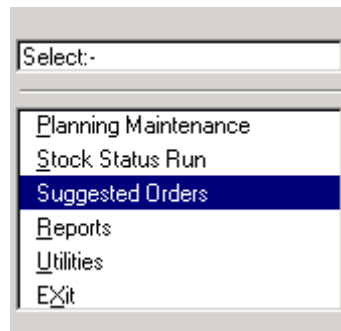 Select:-
Planning Maintenance
Stock Status Run
Suggested Orders
Reports
Utilities
EXit